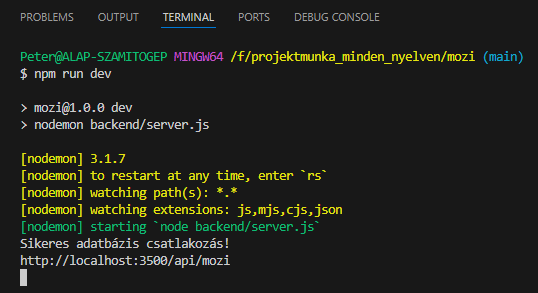 PROBLEMS OUTPUT TERMINAL PORTS DEBUG CONSOLE
Peter@ALAP-SZAMITOGEP MINGW64 /f/projektmunka_minden_nyelven/mozi (main)
$ npm run dev
> mozi@1.0.0 dev
> nodemon backend/server.js
[nodemon] 3.1.7
[nodemon] to restart at any time, enter `rs`
[nodemon] watching path(s): *.*
[nodemon] watching extensions: js,mjs,cjs,json
[nodemon] starting `node backend/server.js`
Sikeres adatbázis csatlakozás!
http://localhost:3500/api/mozi